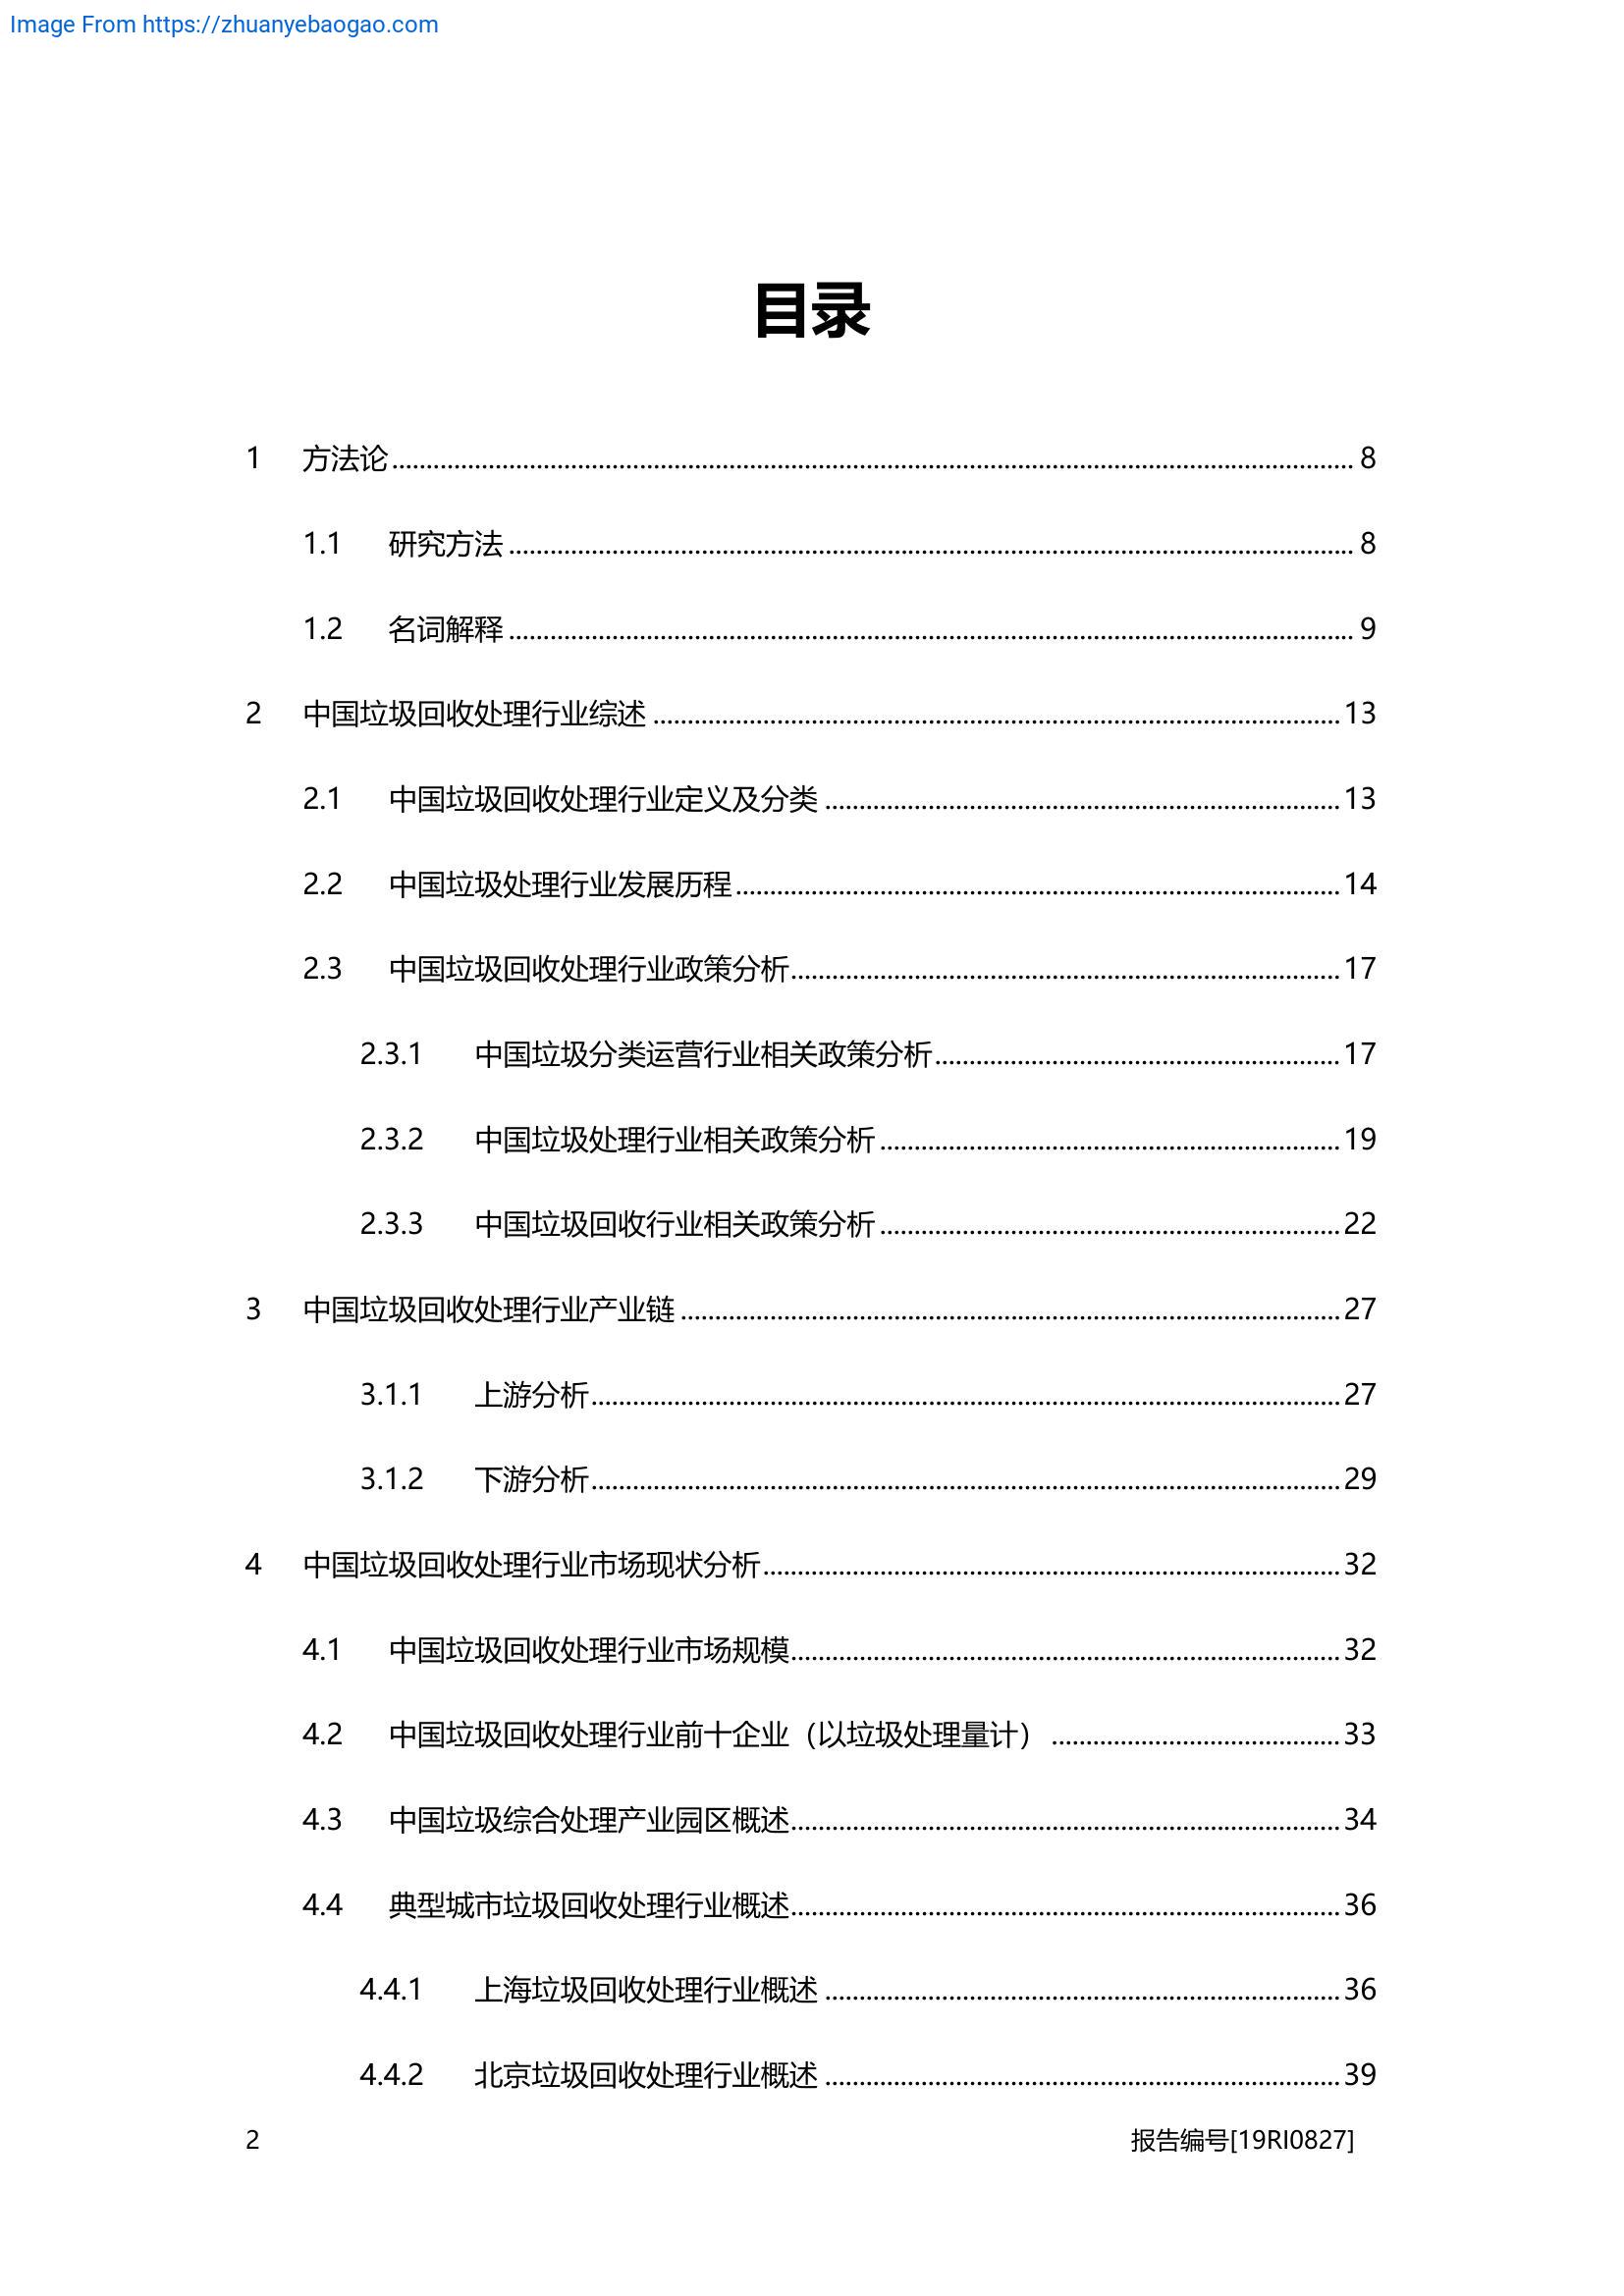 Image From https://zhuanyebaogao.com
目录
1 方法论 8
1.1 研究方法 8
1.2 名词解释 9
2 中国垃圾回收处理行业综述 13
2.1 中国垃圾回收处理行业定义及分类 13
2.2 中国垃圾处理行业发展历程 14
2.3 中国垃圾回收处理行业政策分析 17
2.3.1 中国垃圾分类运营行业相关政策分析 17
2.3.2 中国垃圾处理行业相关政策分析 19
2.3.3 中国垃圾回收行业相关政策分析 22
3 中国垃圾回收处理行业产业链 27
3.1.1 上游分析 27
3.1.2 下游分析 29
4 中国垃圾回收处理行业市场现状分析 32
4.1 中国垃圾回收处理行业市场规模 32
4.2 中国垃圾回收处理行业前十企业（以垃圾处理量计） 33
4.3 中国垃圾综合处理产业园区概述 34
4.4 典型城市垃圾回收处理行业概述 36
4.4.1 上海垃圾回收处理行业概述 36
4.4.2 北京垃圾回收处理行业概述 39
2 报告编号[19RI0827]